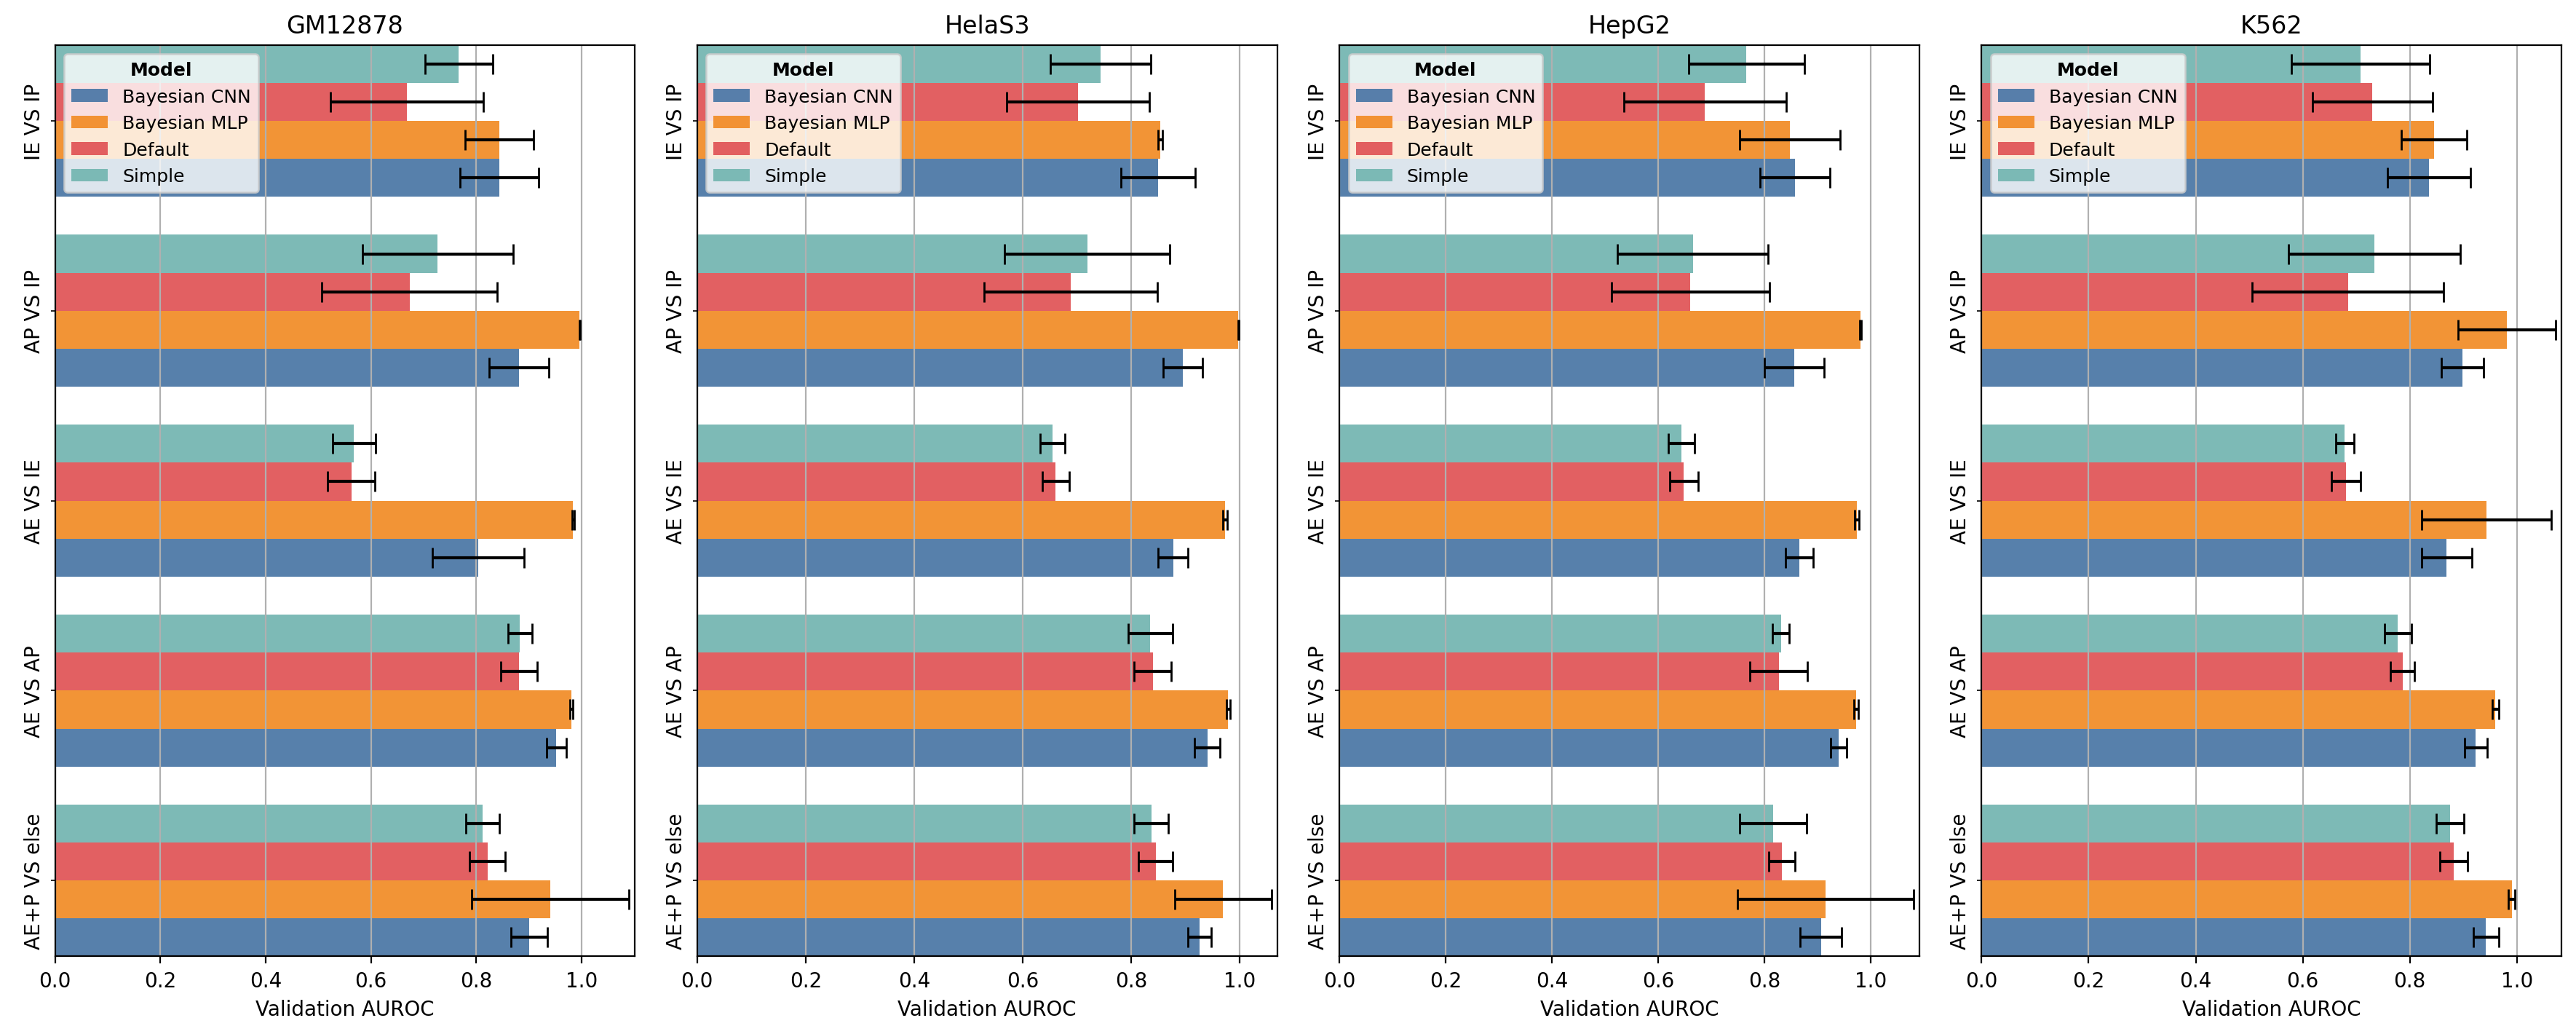 GM12878
Model
Bayesian CNN
Bayesian MLP
Default
Simple
IE VS IP
AP VS IP
AE VS IE
AE VS AP
AE+P VS else
0.0 0.2 0.4 0.6 0.8 1.0
Validation AUROC
HelaS3
Model
Bayesian CNN
Bayesian MLP
Default
Simple
IE VS IP
AP VS IP
AE VS IE
AE VS AP
AE+P VS else
0.0 0.2 0.4 0.6 0.8 1.0
Validation AUROC
HepG2
Model
Bayesian CNN
Bayesian MLP
Default
Simple
IE VS IP
AP VS IP
AE VS IE
AE VS AP
AE+P VS else
0.0 0.2 0.4 0.6 0.8 1.0
Validation AUROC
K562
Model
Bayesian CNN
Bayesian MLP
Default
Simple
IE VS IP
AP VS IP
AE VS IE
AE VS AP
AE+P VS else
0.0 0.2 0.4 0.6 0.8 1.0
Validation AUROC